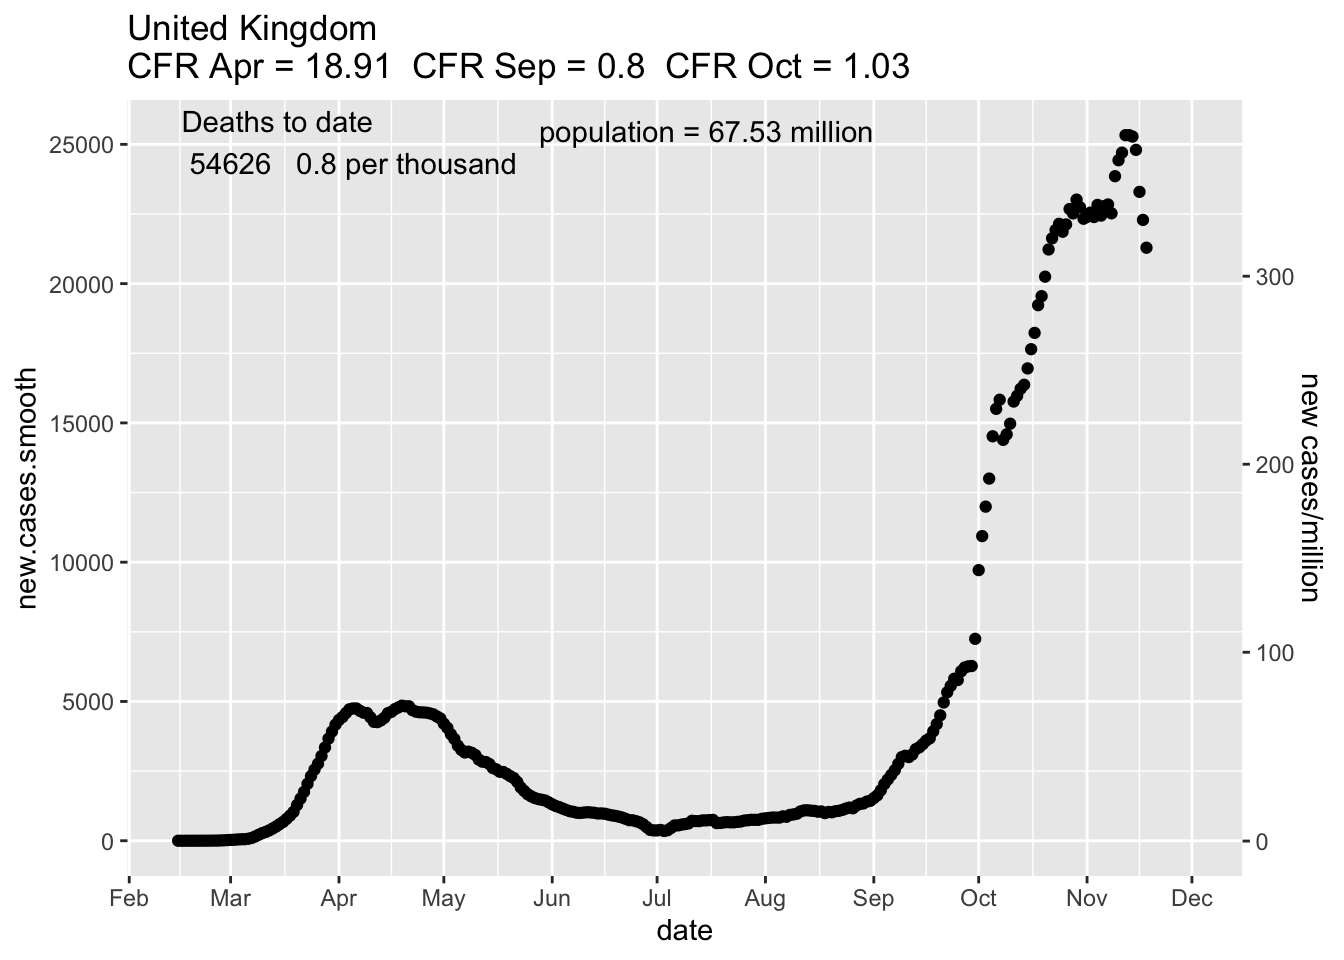 United Kingdom
CFR Apr = 18.91  CFR Sep = 0.8  CFR Oct = 1.03
Deaths to date
54626   0.8 per thousand
population = 67.53 million
new.cases.smooth
25000
20000
15000
10000
5000
0
300
200
100
0
new cases/million
Feb Mar Apr May Jun Jul Aug Sep Oct Nov Dec
date